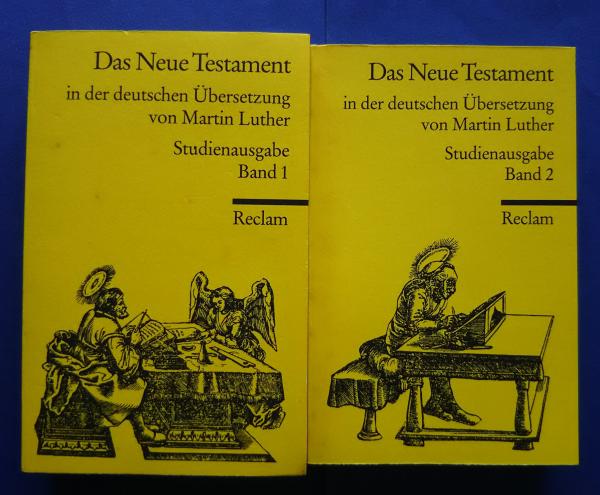 Das Neue Testament
in der deutschen Übersetzung
von Martin Luther
Studienausgabe
Band 1
Reclam
Das Neue Testament
in der deutschen Übersetzung
von Martin Luther
Studienausgabe
Band 2
Reclam